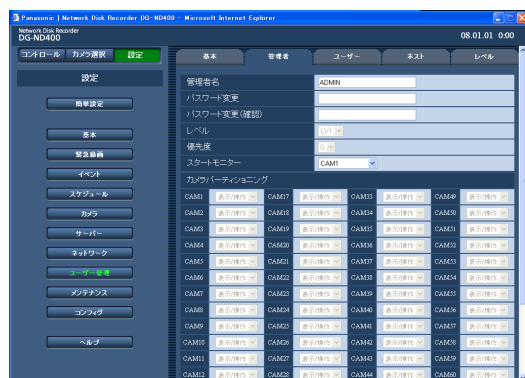 Panasonic | Network Disk Recorder DG-ND400 - Microsoft Internet Explorer
Network Disk Recorder
DG-ND400
08.01.01 0:00
コントロール カメラ選択 設定
設定
簡単設定
基本
緊急録画
イベント
スケジュール
カメラ
サーバー
ネットワーク
ユーザー管理
メンテナンス
コンフィグ
ヘルプ
基本 管理者 ユーザー ホスト レベル
管理者名 ADMIN
パスワード変更
パスワード変更(確認)
レベル LV1
優先度 0
スタートモニター CAM1
カメラパーティショニング
CAM1 表示/操作 CAM17 表示/操作 CAM33 表示/操作 CAM49 表示/操作
CAM2 表示/操作 CAM18 表示/操作 CAM34 表示/操作 CAM50 表示/操作
CAM3 表示/操作 CAM19 表示/操作 CAM35 表示/操作 CAM51 表示/操作
CAM4 表示/操作 CAM20 表示/操作 CAM36 表示/操作 CAM52 表示/操作
CAM5 表示/操作 CAM21 表示/操作 CAM37 表示/操作 CAM53 表示/操作
CAM6 表示/操作 CAM22 表示/操作 CAM38 表示/操作 CAM54 表示/操作
CAM7 表示/操作 CAM23 表示/操作 CAM39 表示/操作 CAM55 表示/操作
CAM8 表示/操作 CAM24 表示/操作 CAM40 表示/操作 CAM56 表示/操作
CAM9 表示/操作 CAM25 表示/操作 CAM41 表示/操作 CAM57 表示/操作
CAM10 表示/操作 CAM26 表示/操作 CAM42 表示/操作 CAM58 表示/操作
CAM11 表示/操作 CAM27 表示/操作 CAM43 表示/操作 CAM59 表示/操作
CAM12 表示/操作 CAM28 表示/操作 CAM44 表示/操作 CAM60 表示/操作